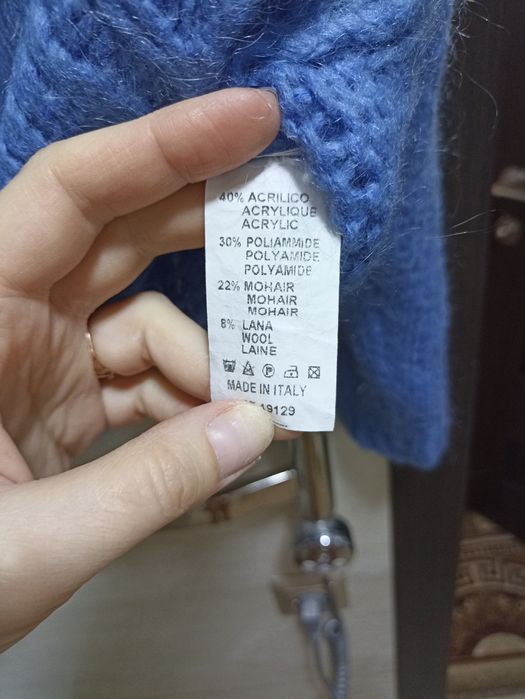 40% ACRILICO
ACRYLIQUE
ACRYLIC
30% POLIAMMIDE
POLYAMIDE
POLYAMIDE
22% MOHAIR
MOHAIR
MOHAIR
8% LANA
WOOL
LAINE
P
MADE IN ITALY
19129